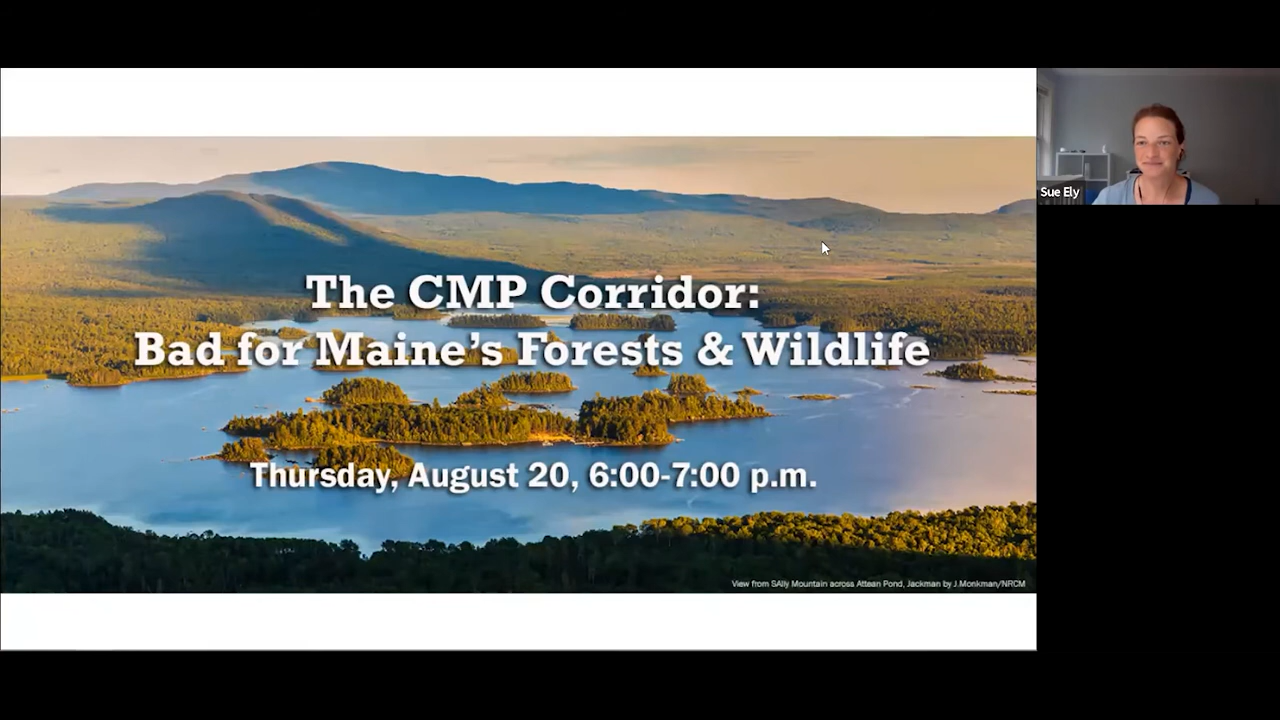 The CMP Corridor:
Bad for Maine's Forests & Wildlife
Thursday, August 20, 6:00-7:00 p.m.
View from SAlly Mountain across Attean Pond, Jackman by J.Monkman/NRCM
Sue Ely